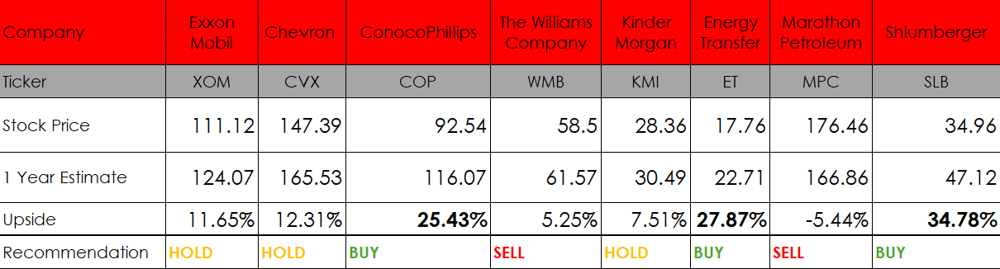 Company Exxon Mobil Chevron ConocoPhillips The Williams Company Kinder Morgan Energy Transfer Marathon Petroleum Shlumberger
Ticker XOM CVX COP WMB KMI ET MPC SLB
Stock Price 111.12 147.39 92.54 58.5 28.36 17.76 176.46 34.96
1 Year Estimate 124.07 165.53 116.07 61.57 30.49 22.71 166.86 47.12
Upside 11.65% 12.31% 25.43% 5.25% 7.51% 27.87% -5.44% 34.78%
Recommendation HOLD HOLD BUY SELL HOLD BUY SELL BUY